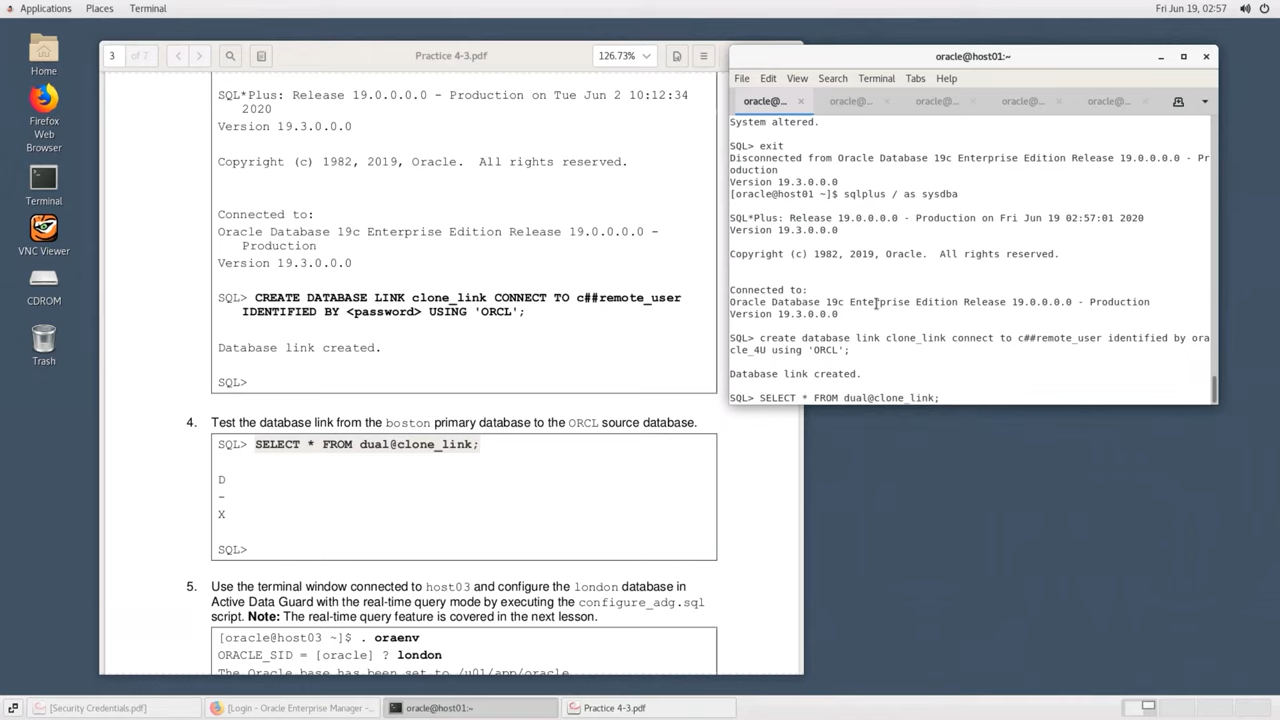 Applications
Places
Terminal
Fri Jun 19, 02:57
Home
Firefox
Web
Browser
Terminal
VNC Viewer
CDROM
Trash
3
of 7
Practice 4-3.pdf
126.73%
SQL*Plus: Release 19.0.0.0.0 - Production on Tue Jun 2 10:12:34
2020
Version 19.3.0.0.0
Copyright (c) 1982, 2019, Oracle.  All rights reserved.
Connected to:
Oracle Database 19c Enterprise Edition Release 19.0.0.0.0 -
Production
Version 19.3.0.0.0
SQL> CREATE DATABASE LINK clone_link CONNECT TO c##remote_user
IDENTIFIED BY <password> USING 'ORCL';
Database link created.
SQL>
4. Test the database link from the boston primary database to the ORCL source database.
SQL> SELECT * FROM dual@clone_link;
D
-
X
SQL>
5. Use the terminal window connected to host03 and configure the london database in
Active Data Guard with the real-time query mode by executing the configure_adg.sql
script. Note: The real-time query feature is covered in the next lesson.
[oracle@host03 ~]$ . oraenv
ORACLE_SID = [oracle] ? london
The Oracle base has been set to /u01/app/oracle
oracle@host01:~
File
Edit
View
Search
Terminal
Tabs
Help
oracle@...
oracle@...
oracle@...
oracle@...
oracle@...
System altered.
SQL> exit
Disconnected from Oracle Database 19c Enterprise Edition Release 19.0.0.0.0 - Pr
oduction
Version 19.3.0.0.0
[oracle@host01 ~]$ sqlplus / as sysdba
SQL*Plus: Release 19.0.0.0.0 - Production on Fri Jun 19 02:57:01 2020
Version 19.3.0.0.0
Copyright (c) 1982, 2019, Oracle.  All rights reserved.
Connected to:
Oracle Database 19c Enterprise Edition Release 19.0.0.0.0 - Production
Version 19.3.0.0.0
SQL> create database link clone_link connect to c##remote_user identified by ora
cle_4U using 'ORCL';
Database link created.
SQL> SELECT * FROM dual@clone_link;
[Security Credentials.pdf]
[Login - Oracle Enterprise Manager -...
oracle@host01:~
Practice 4-3.pdf